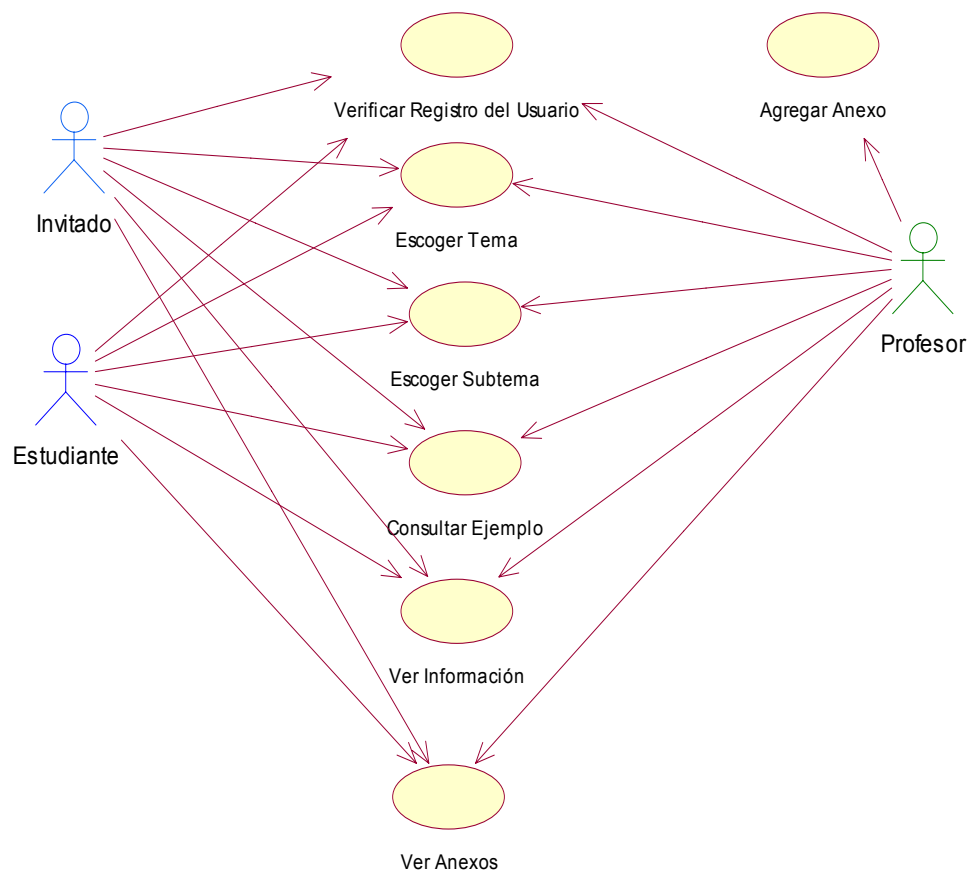 Verificar Registro del Usuario
Agregar Anexo
Invitado
Escoger Tema
Profesor
Escoger Subtema
Estudiante
Consultar Ejemplo
Ver Información
Ver Anexos